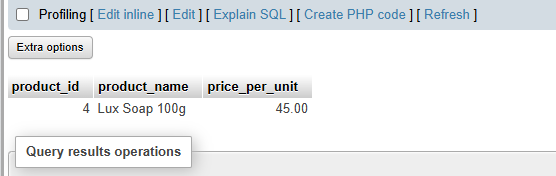 Profiling [ Edit inline ] [ Edit ] [ Explain SQL ] [ Create PHP code ] [ Refresh ]
Extra options
product_id product_name price_per_unit
4 Lux Soap 100g 45.00
Query results operations